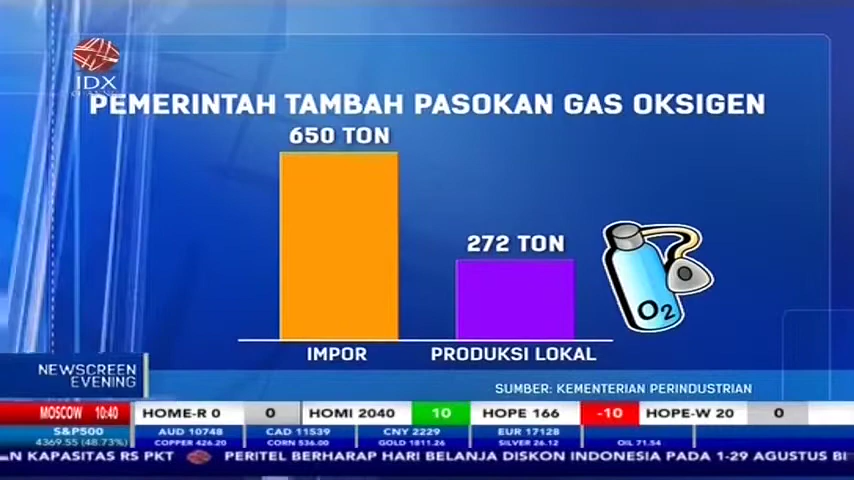 IDX
CHANNEL
PEMERINTAH TAMBAH PASOKAN GAS OKSIGEN
650 TON
272 TON
O2
IMPOR
PRODUKSI LOKAL
NEWSCREEN
EVENING
SUMBER: KEMENTERIAN PERINDUSTRIAN
MOSCOW 10:40
HOME-R 0 0 HOMI 2040 10 HOPE 166 -10 HOPE-W 20 0
S&P500 AUD 10748 CAD 11539 CNY 2229 EUR 17128
4369.55 (48.73%) COPPER 426.20 CORN 536.00 GOLD 1811.26 SILVER 26.12 OIL 71.54
AN KAPASITAS RS PKT PERITEL BERHARAP HARI BELANJA DISKON INDONESIA PADA 1-29 AGUSTUS BI